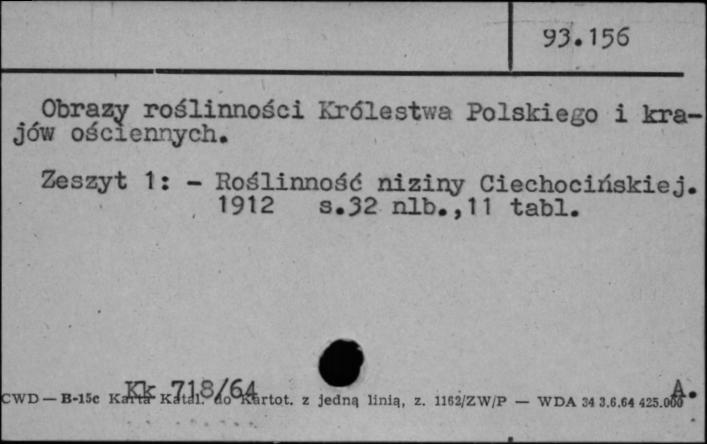 93.156
Obrazy roślinności Królestwa Polskiego i kra-
jów ościennych.
Zeszyt 1: - Roślinność niziny Ciechocińskiej.
1912 s.32 nlb.,11 tabl.
Kk 718/64 A.
CWD — B-15c Karta Katal. do Kartot. z jedną linią, z. 1162/ZW/P — WDA 34 3.6.64 425.000